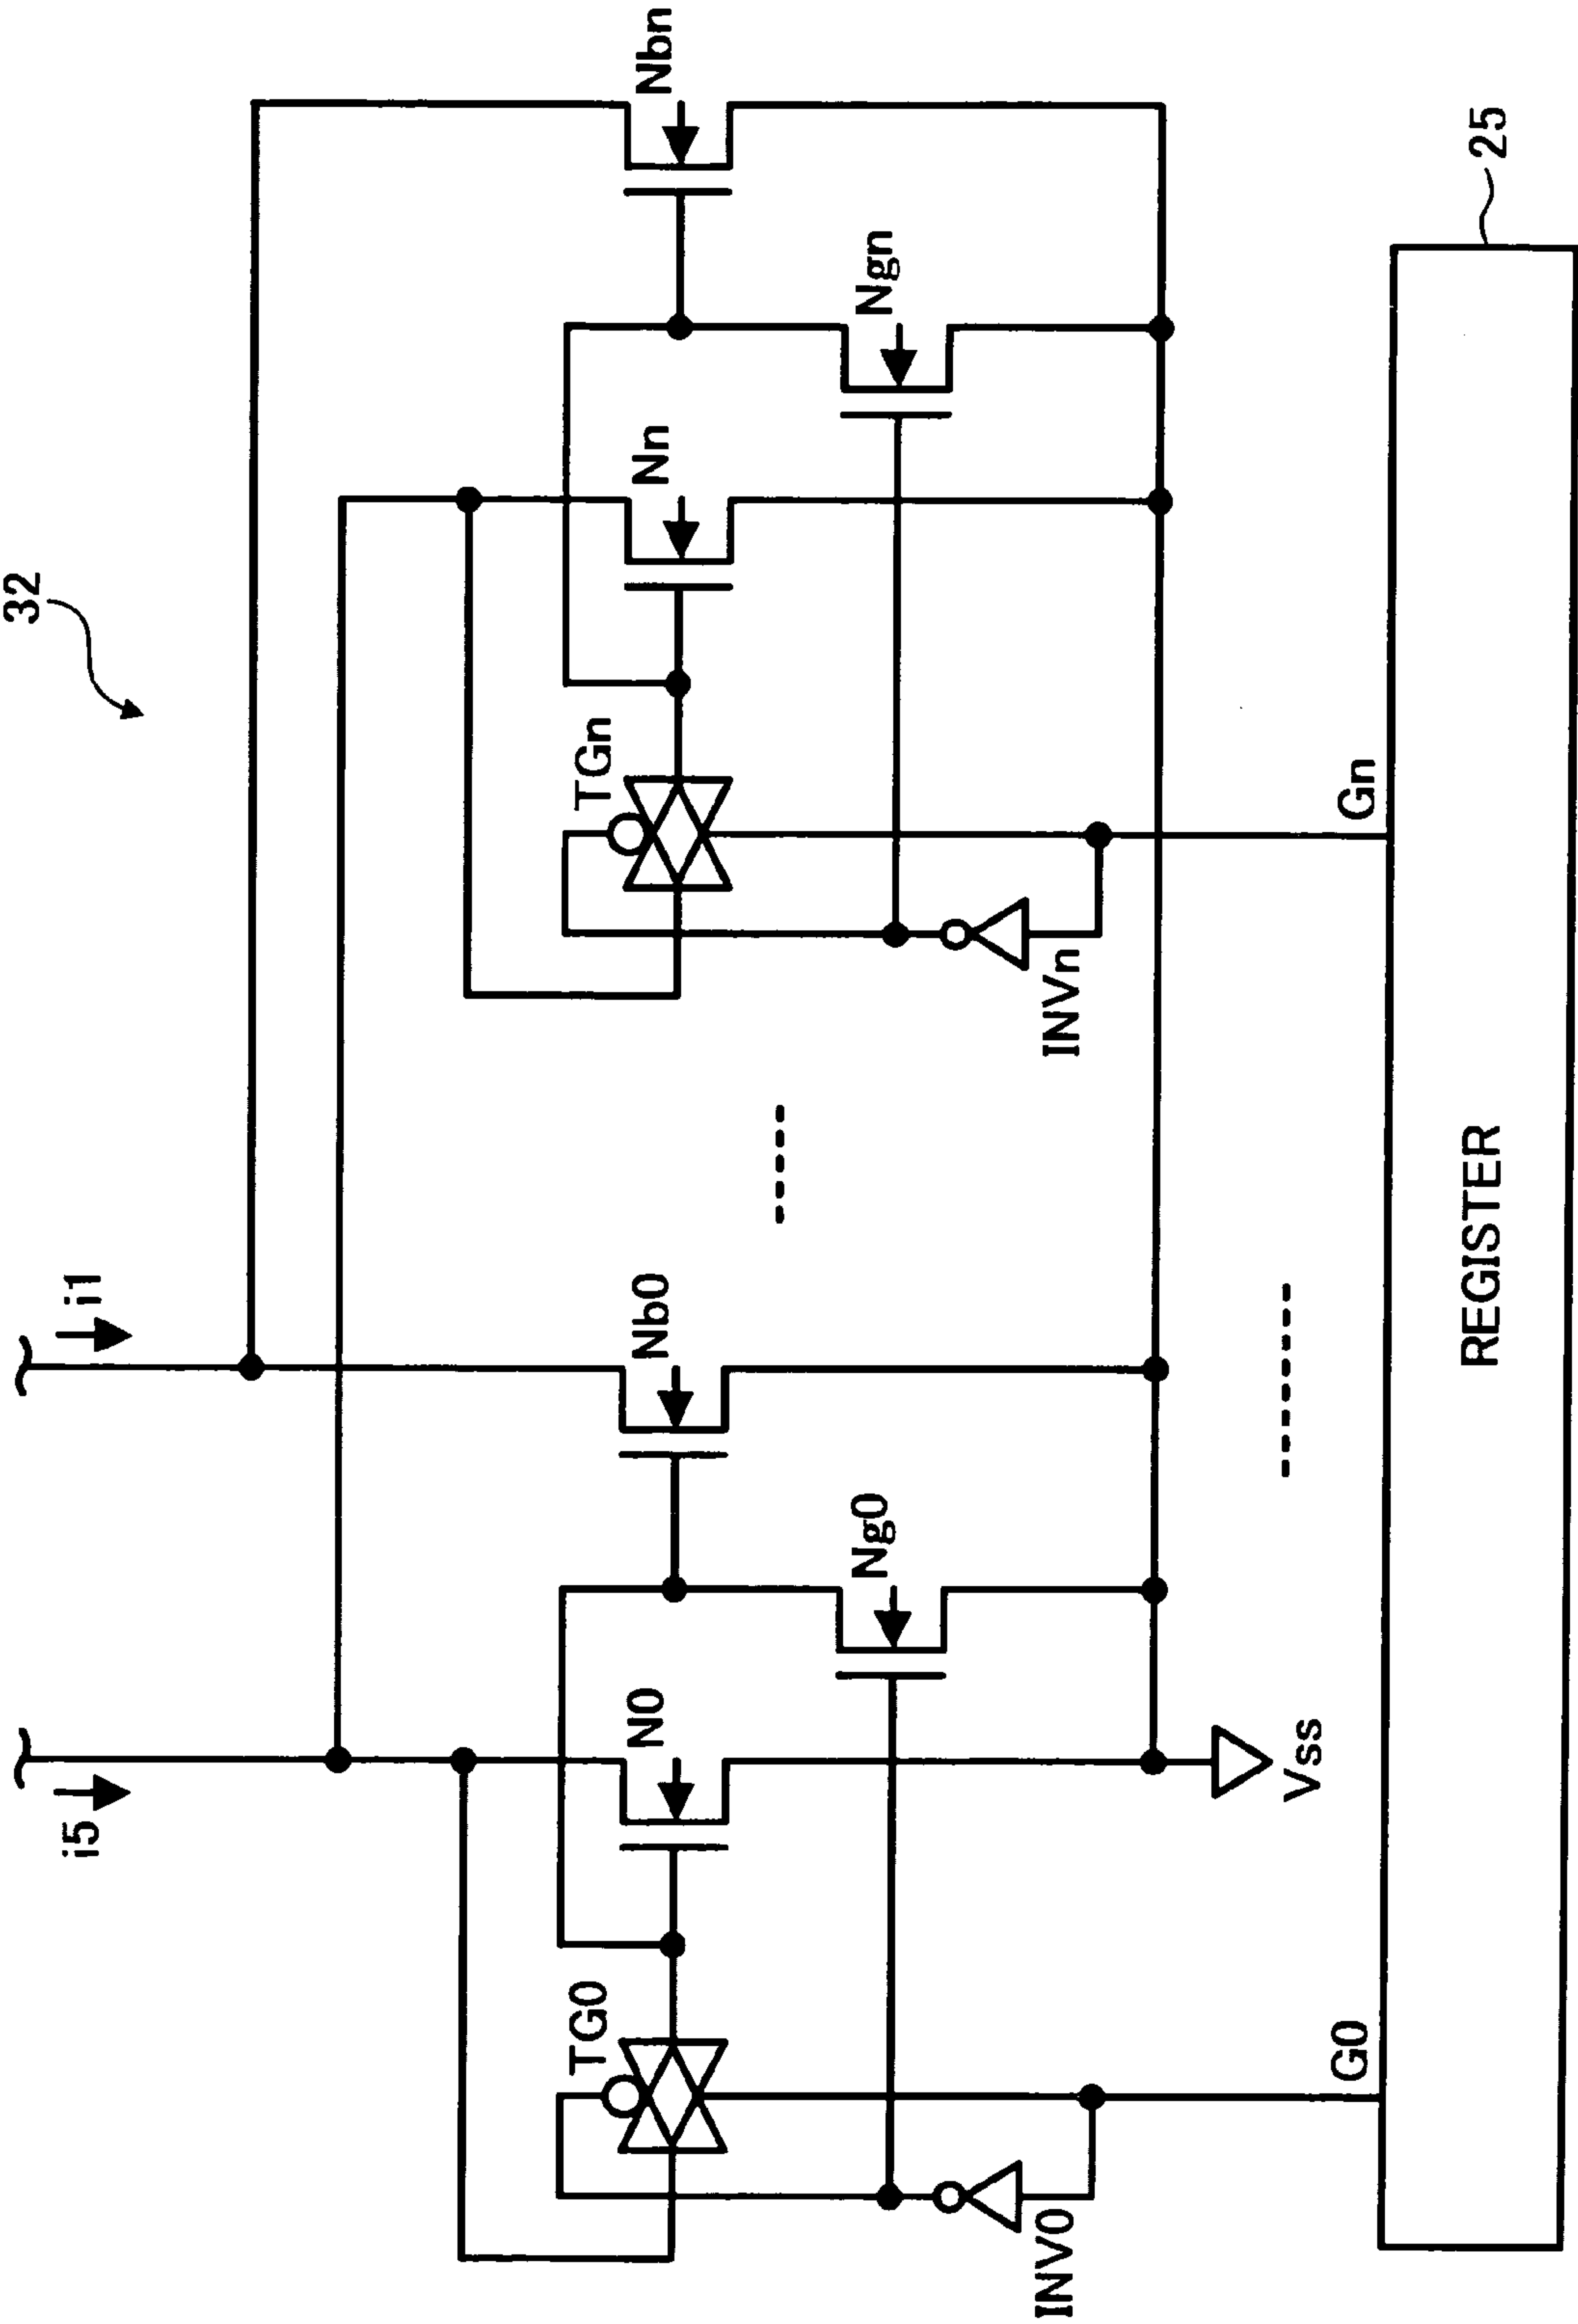 32
i5
i1
TG0
N0
Nb0
TGn
Nn
Nbn
Ng0
Ngn
INV0
INVn
Vss
G0
Gn
REGISTER
25